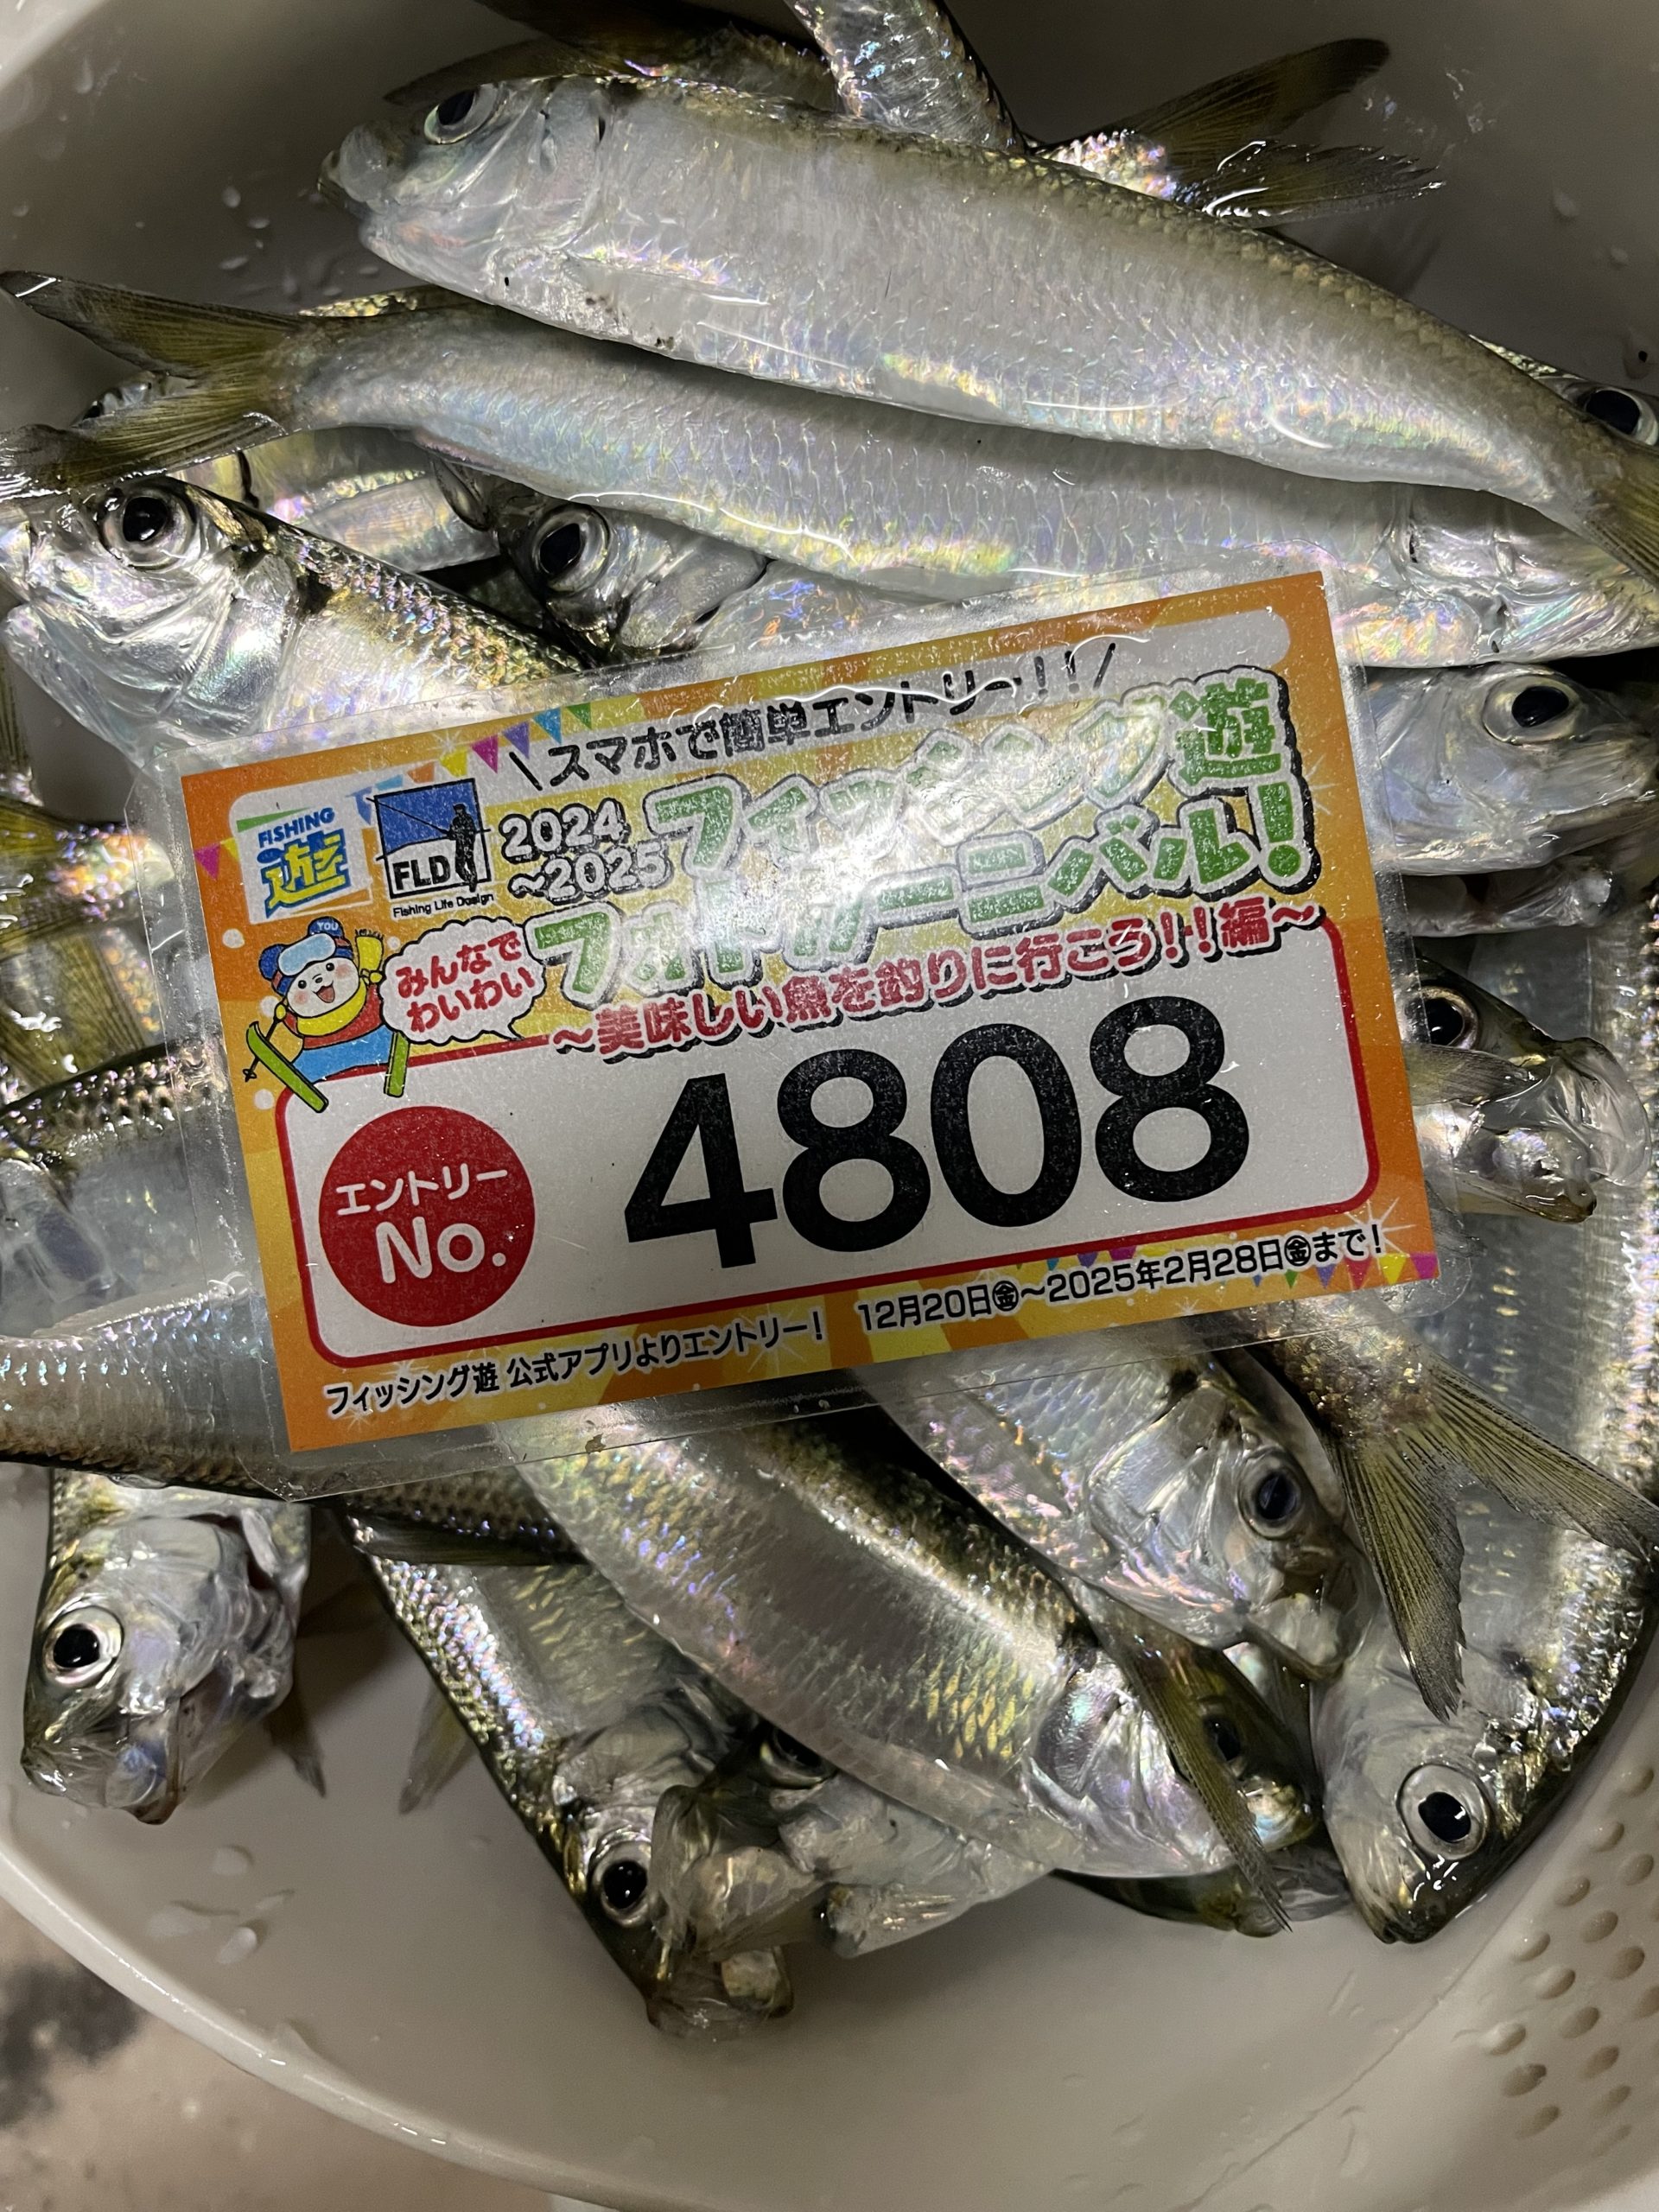 \スマホで簡単エントリー!!/
FISHING
遊
FLD
Fishing Life Design
2024
~2025
フィッシング遊
フォトカーニバル!
YOU
みんなで
わいわい
~美味しい魚を釣りに行こう!!編~
エントリー
No.
4808
フィッシング遊 公式アプリよりエントリー! 12月20日㊎~2025年2月28日㊎まで!